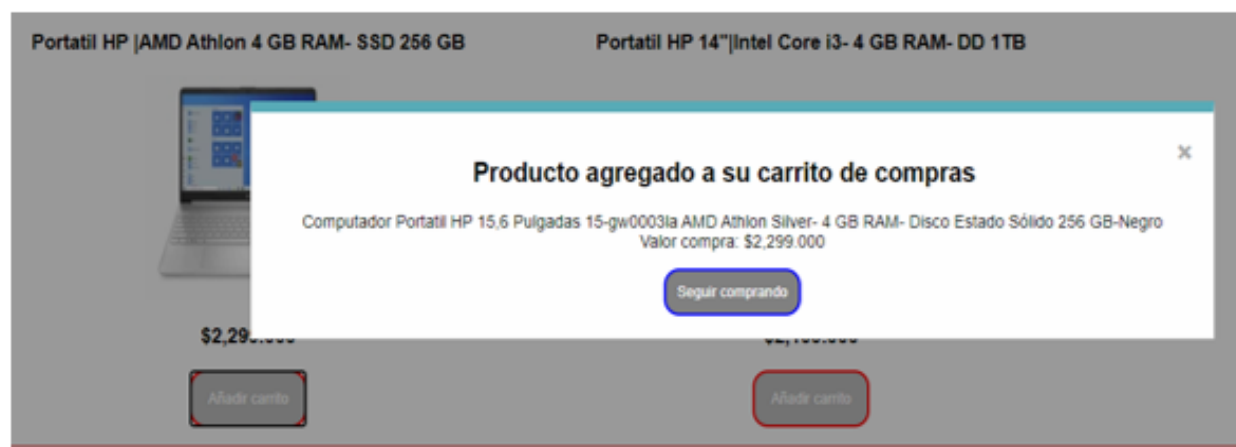 Portatil HP |AMD Athlon 4 GB RAM- SSD 256 GB
Portatil HP 14"|Intel Core i3- 4 GB RAM- DD 1TB
×
Producto agregado a su carrito de compras
Computador Portatil HP 15,6 Pulgadas 15-gw0003la AMD Athlon Silver- 4 GB RAM- Disco Estado Sólido 256 GB-Negro
Valor compra: $2,299.000
Seguir comprando
Añadir carrito
Añadir carrito